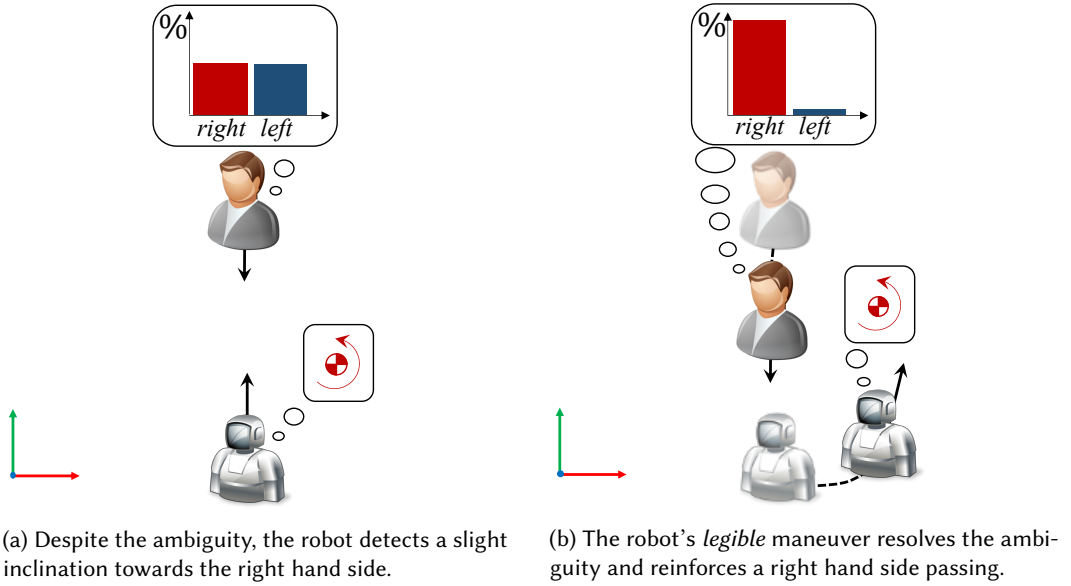 %
right left
%
right left
(a) Despite the ambiguity, the robot detects a slight
inclination towards the right hand side.
(b) The robot's legible maneuver resolves the ambi-
guity and reinforces a right hand side passing.